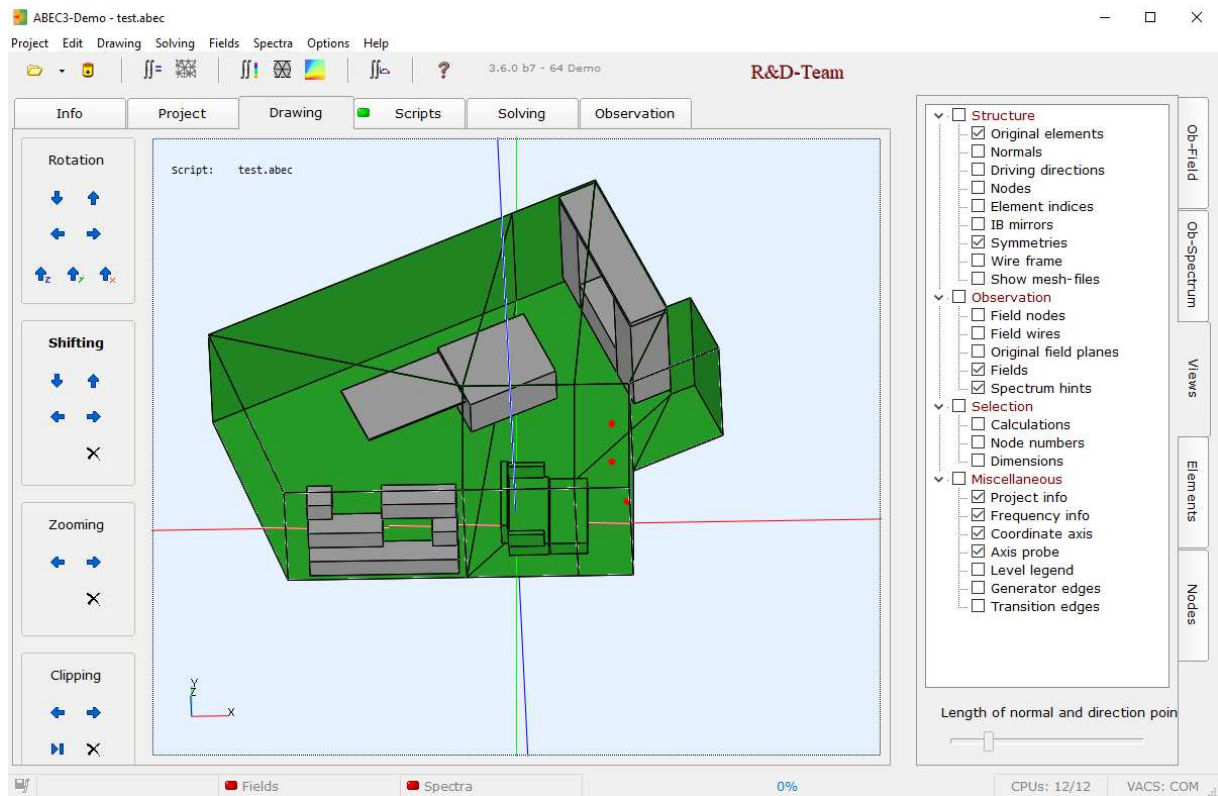 ABEC3-Demo - test.abec
Project Edit Drawing Solving Fields Spectra Options Help
3.6.0 b7 - 64 Demo
R&D-Team
Info Project Drawing Scripts Solving Observation
Rotation
z y x
Shifting
Zooming
Clipping
Script: test.abec
Y
Z
X
Structure
Original elements
Normals
Driving directions
Nodes
Element indices
IB mirrors
Symmetries
Wire frame
Show mesh-files
Observation
Field nodes
Field wires
Original field planes
Fields
Spectrum hints
Selection
Calculations
Node numbers
Dimensions
Miscellaneous
Project info
Frequency info
Coordinate axis
Axis probe
Level legend
Generator edges
Transition edges
Length of normal and direction poin
Ob-Field
Ob-Spectrum
Views
Elements
Nodes
Fields Spectra 0% CPUs: 12/12 VACS: COM